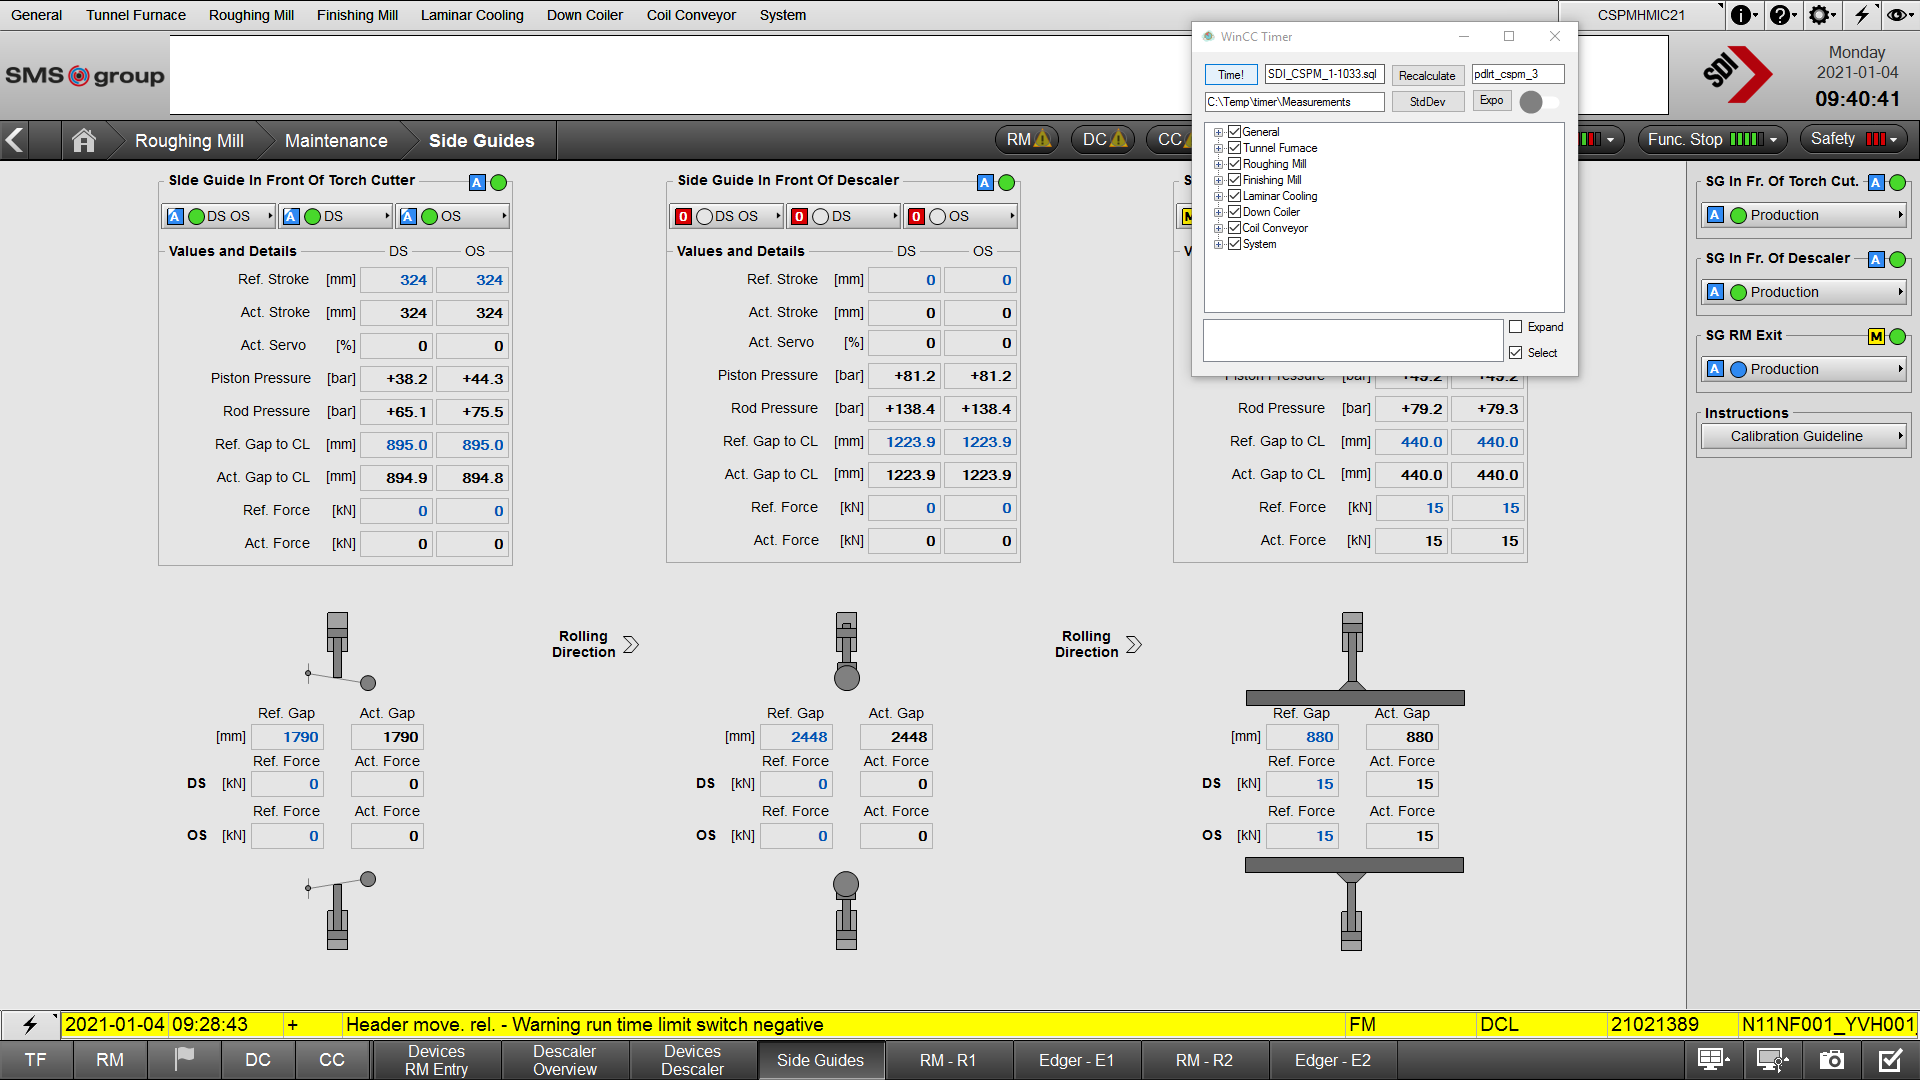 General Tunnel Furnace Roughing Mill Finishing Mill Laminar Cooling Down Coiler Coil Conveyor System CSPMHMIC21
SMS group
SDI
Monday
2021-01-04
09:40:41
WinCC Timer
Time! SDI_CSPM_1-1033.sql Recalculate pdlrt_cspm_3
C:\Temp\timer\Measurements StdDev Expo
General
Tunnel Furnace
Roughing Mill
Finishing Mill
Laminar Cooling
Down Coiler
Coil Conveyor
System
Expand
Select
Roughing Mill Maintenance Side Guides RM DC CC Func. Stop Safety
Side Guide In Front Of Torch Cutter A
A DS OS A DS A OS
Values and Details DS OS
Ref. Stroke [mm] 324 324
Act. Stroke [mm] 324 324
Act. Servo [%] 0 0
Piston Pressure [bar] +38.2 +44.3
Rod Pressure [bar] +65.1 +75.5
Ref. Gap to CL [mm] 895.0 895.0
Act. Gap to CL [mm] 894.9 894.8
Ref. Force [kN] 0 0
Act. Force [kN] 0 0
Side Guide In Front Of Descaler A
0 DS OS 0 DS 0 OS
Values and Details DS OS
Ref. Stroke [mm] 0 0
Act. Stroke [mm] 0 0
Act. Servo [%] 0 0
Piston Pressure [bar] +81.2 +81.2
Rod Pressure [bar] +138.4 +138.4
Ref. Gap to CL [mm] 1223.9 1223.9
Act. Gap to CL [mm] 1223.9 1223.9
Ref. Force [kN] 0 0
Act. Force [kN] 0 0
S
M
V
Piston Pressure [bar] +49.2 +49.2
Rod Pressure [bar] +79.2 +79.3
Ref. Gap to CL [mm] 440.0 440.0
Act. Gap to CL [mm] 440.0 440.0
Ref. Force [kN] 15 15
Act. Force [kN] 15 15
SG In Fr. Of Torch Cut. A
A Production
SG In Fr. Of Descaler A
A Production
SG RM Exit M
A Production
Instructions
Calibration Guideline
Rolling
Direction
Rolling
Direction
Ref. Gap Act. Gap
[mm] 1790 1790
Ref. Force Act. Force
DS [kN] 0 0
Ref. Force Act. Force
OS [kN] 0 0
Ref. Gap Act. Gap
[mm] 2448 2448
Ref. Force Act. Force
DS [kN] 0 0
Ref. Force Act. Force
OS [kN] 0 0
Ref. Gap Act. Gap
[mm] 880 880
Ref. Force Act. Force
DS [kN] 15 15
Ref. Force Act. Force
OS [kN] 15 15
2021-01-04 09:28:43 + Header move. rel. - Warning run time limit switch negative FM DCL 21021389 N11NF001_YVH001
TF RM DC CC
Devices
RM Entry
Descaler
Overview
Devices
Descaler
Side Guides RM - R1 Edger - E1 RM - R2 Edger - E2